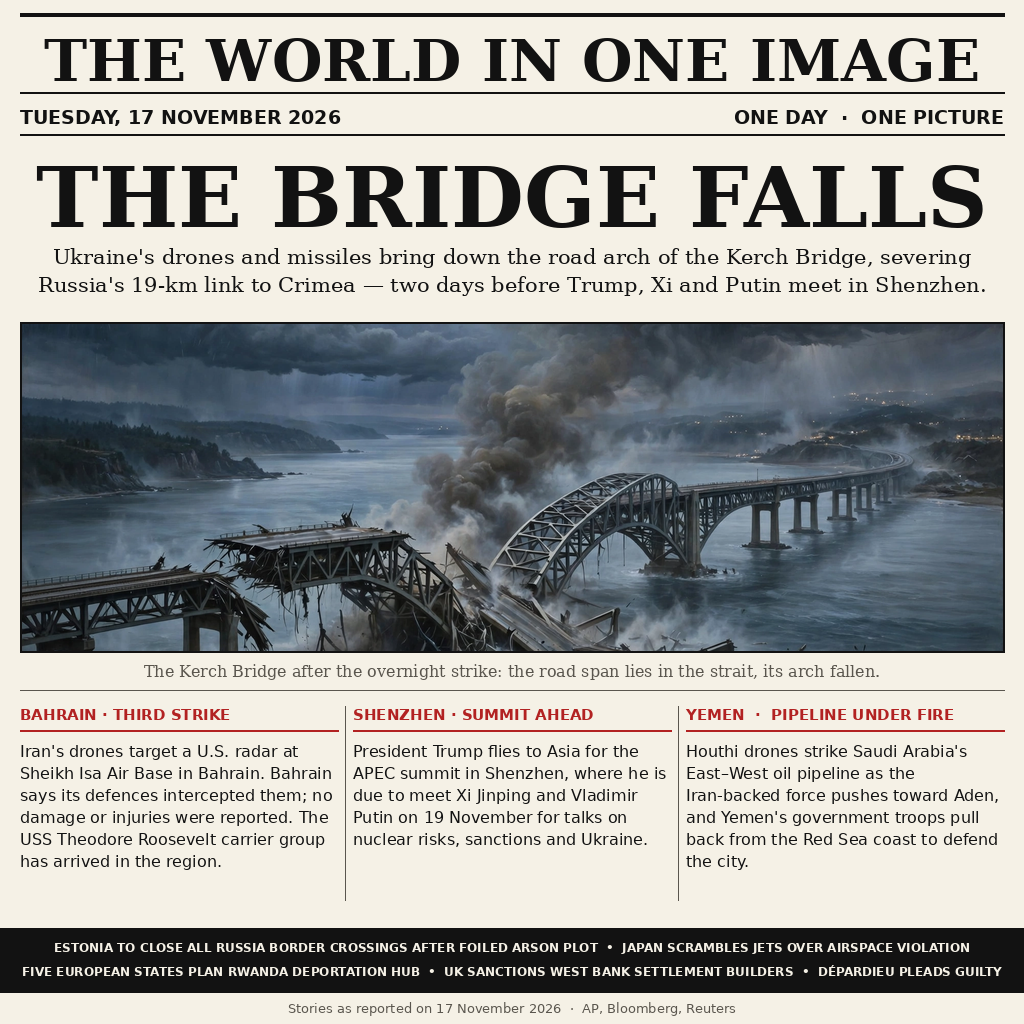 THE WORLD IN ONE IMAGE
TUESDAY, 17 NOVEMBER 2026
ONE DAY · ONE PICTURE
THE BRIDGE FALLS
Ukraine's drones and missiles bring down the road arch of the Kerch Bridge, severing
Russia's 19-km link to Crimea — two days before Trump, Xi and Putin meet in Shenzhen.
The Kerch Bridge after the overnight strike: the road span lies in the strait, its arch fallen.
BAHRAIN · THIRD STRIKE
Iran's drones target a U.S. radar at
Sheikh Isa Air Base in Bahrain. Bahrain
says its defences intercepted them; no
damage or injuries were reported. The
USS Theodore Roosevelt carrier group
has arrived in the region.
SHENZHEN · SUMMIT AHEAD
President Trump flies to Asia for the
APEC summit in Shenzhen, where he is
due to meet Xi Jinping and Vladimir
Putin on 19 November for talks on
nuclear risks, sanctions and Ukraine.
YEMEN · PIPELINE UNDER FIRE
Houthi drones strike Saudi Arabia's
East–West oil pipeline as the
Iran-backed force pushes toward Aden,
and Yemen's government troops pull
back from the Red Sea coast to defend
the city.
ESTONIA TO CLOSE ALL RUSSIA BORDER CROSSINGS AFTER FOILED ARSON PLOT • JAPAN SCRAMBLES JETS OVER AIRSPACE VIOLATION
FIVE EUROPEAN STATES PLAN RWANDA DEPORTATION HUB • UK SANCTIONS WEST BANK SETTLEMENT BUILDERS • DÉPARDIEU PLEADS GUILTY
Stories as reported on 17 November 2026 · AP, Bloomberg, Reuters